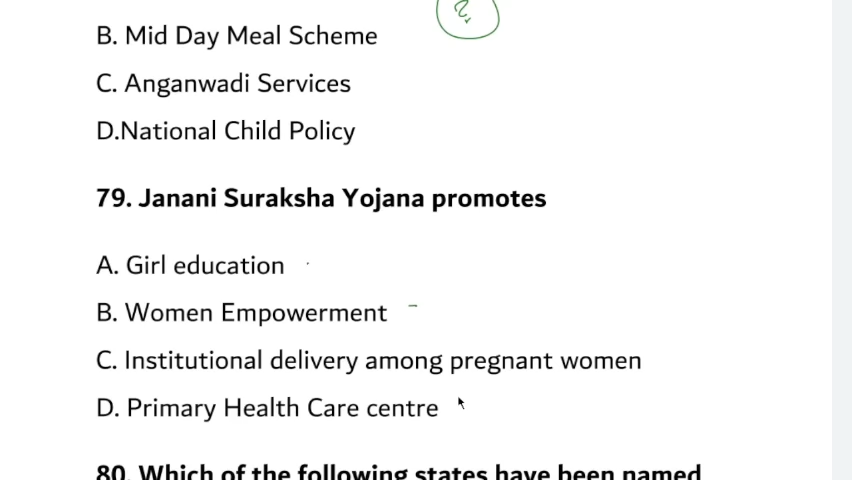 B. Mid Day Meal Scheme
C. Anganwadi Services
D.National Child Policy
79. Janani Suraksha Yojana promotes
A. Girl education
B. Women Empowerment
C. Institutional delivery among pregnant women
D. Primary Health Care centre
80. Which of the following states have been named